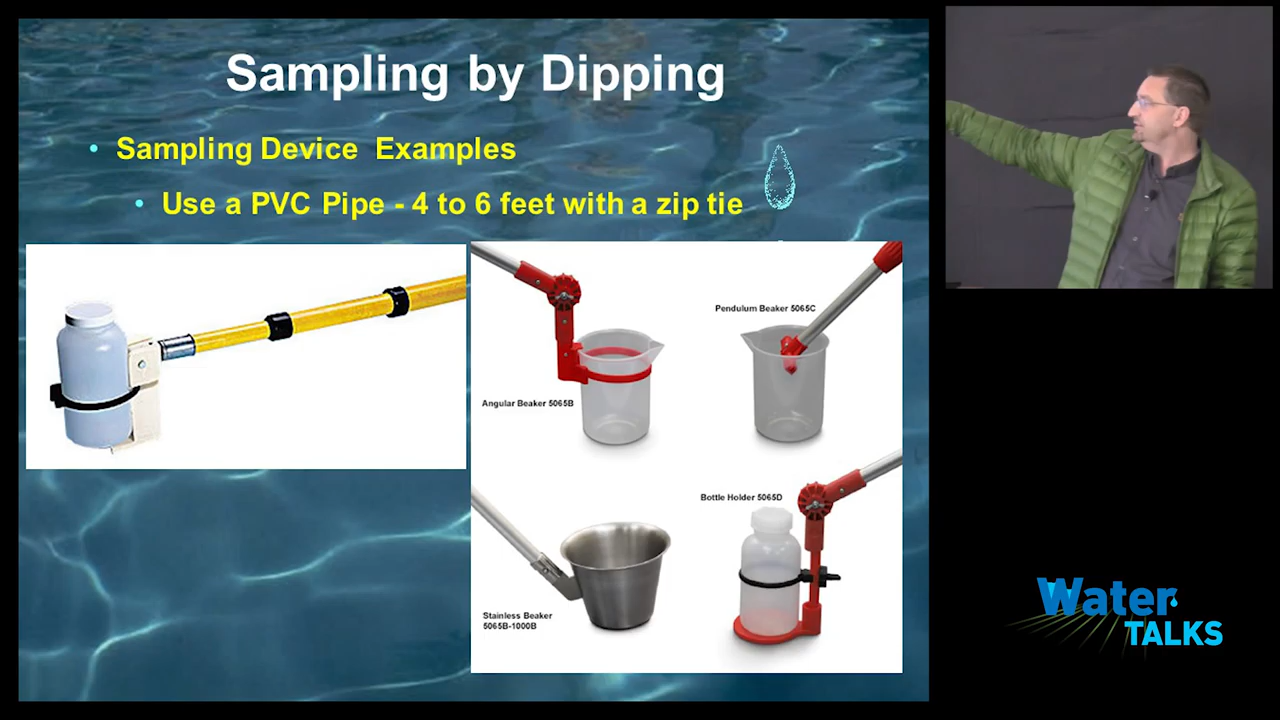 Sampling by Dipping
• Sampling Device Examples
• Use a PVC Pipe - 4 to 6 feet with a zip tie
Pendulum Beaker 5065C
Angular Beaker 5065B
Bottle Holder 5065D
Stainless Beaker
5065B-1000B
Water
TALKS